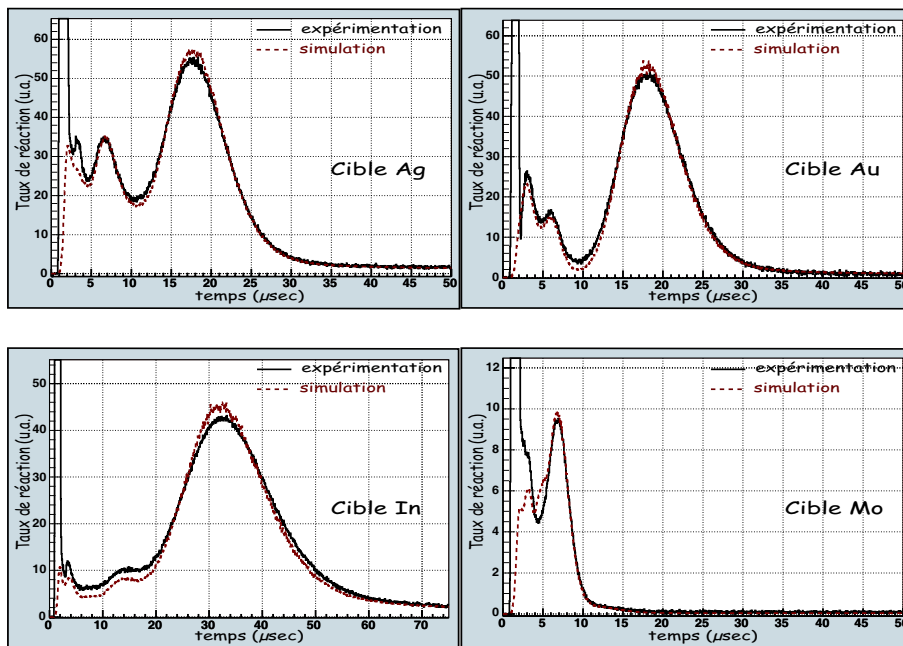 expérimentation
simulation
Cible Ag
Taux de réaction (u.a.)
60
50
40
30
20
10
0
0 5 10 15 20 25 30 35 40 45 50
temps (µsec)
expérimentation
simulation
Cible Au
Taux de réaction (u.a.)
60
50
40
30
20
10
0
0 5 10 15 20 25 30 35 40 45 50
temps (µsec)
expérimentation
simulation
Cible In
Taux de réaction (u.a.)
50
40
30
20
10
0
0 10 20 30 40 50 60 70
temps (µsec)
expérimentation
simulation
Cible Mo
Taux de réaction (u.a.)
12
10
8
6
4
2
0
0 5 10 15 20 25 30 35 40 45 50
temps (µsec)